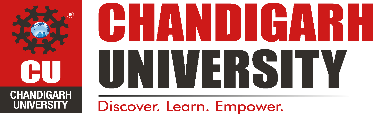 ®
CU
CHANDIGARH
UNIVERSITY
CHANDIGARH
UNIVERSITY
Discover. Learn. Empower.